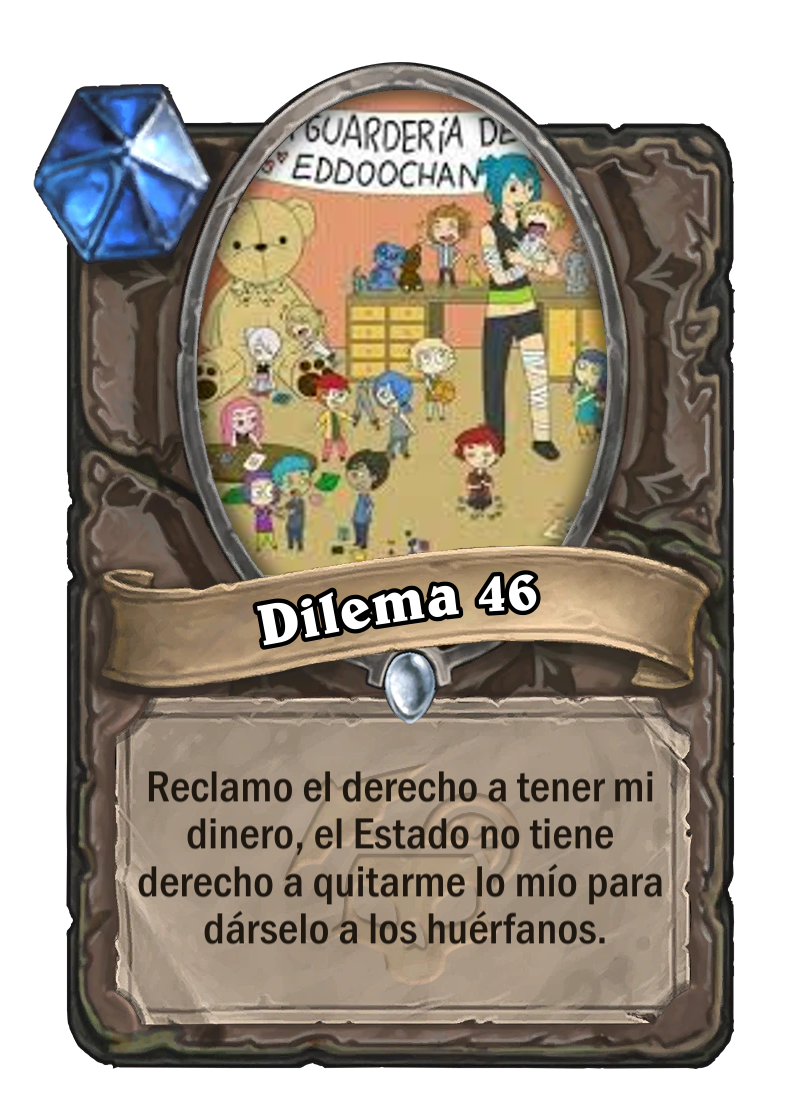 GUARDERÍA DE
EDDOOCHAN
Dilema 46
Reclamo el derecho a tener mi
dinero, el Estado no tiene
derecho a quitarme lo mío para
dárselo a los huérfanos.